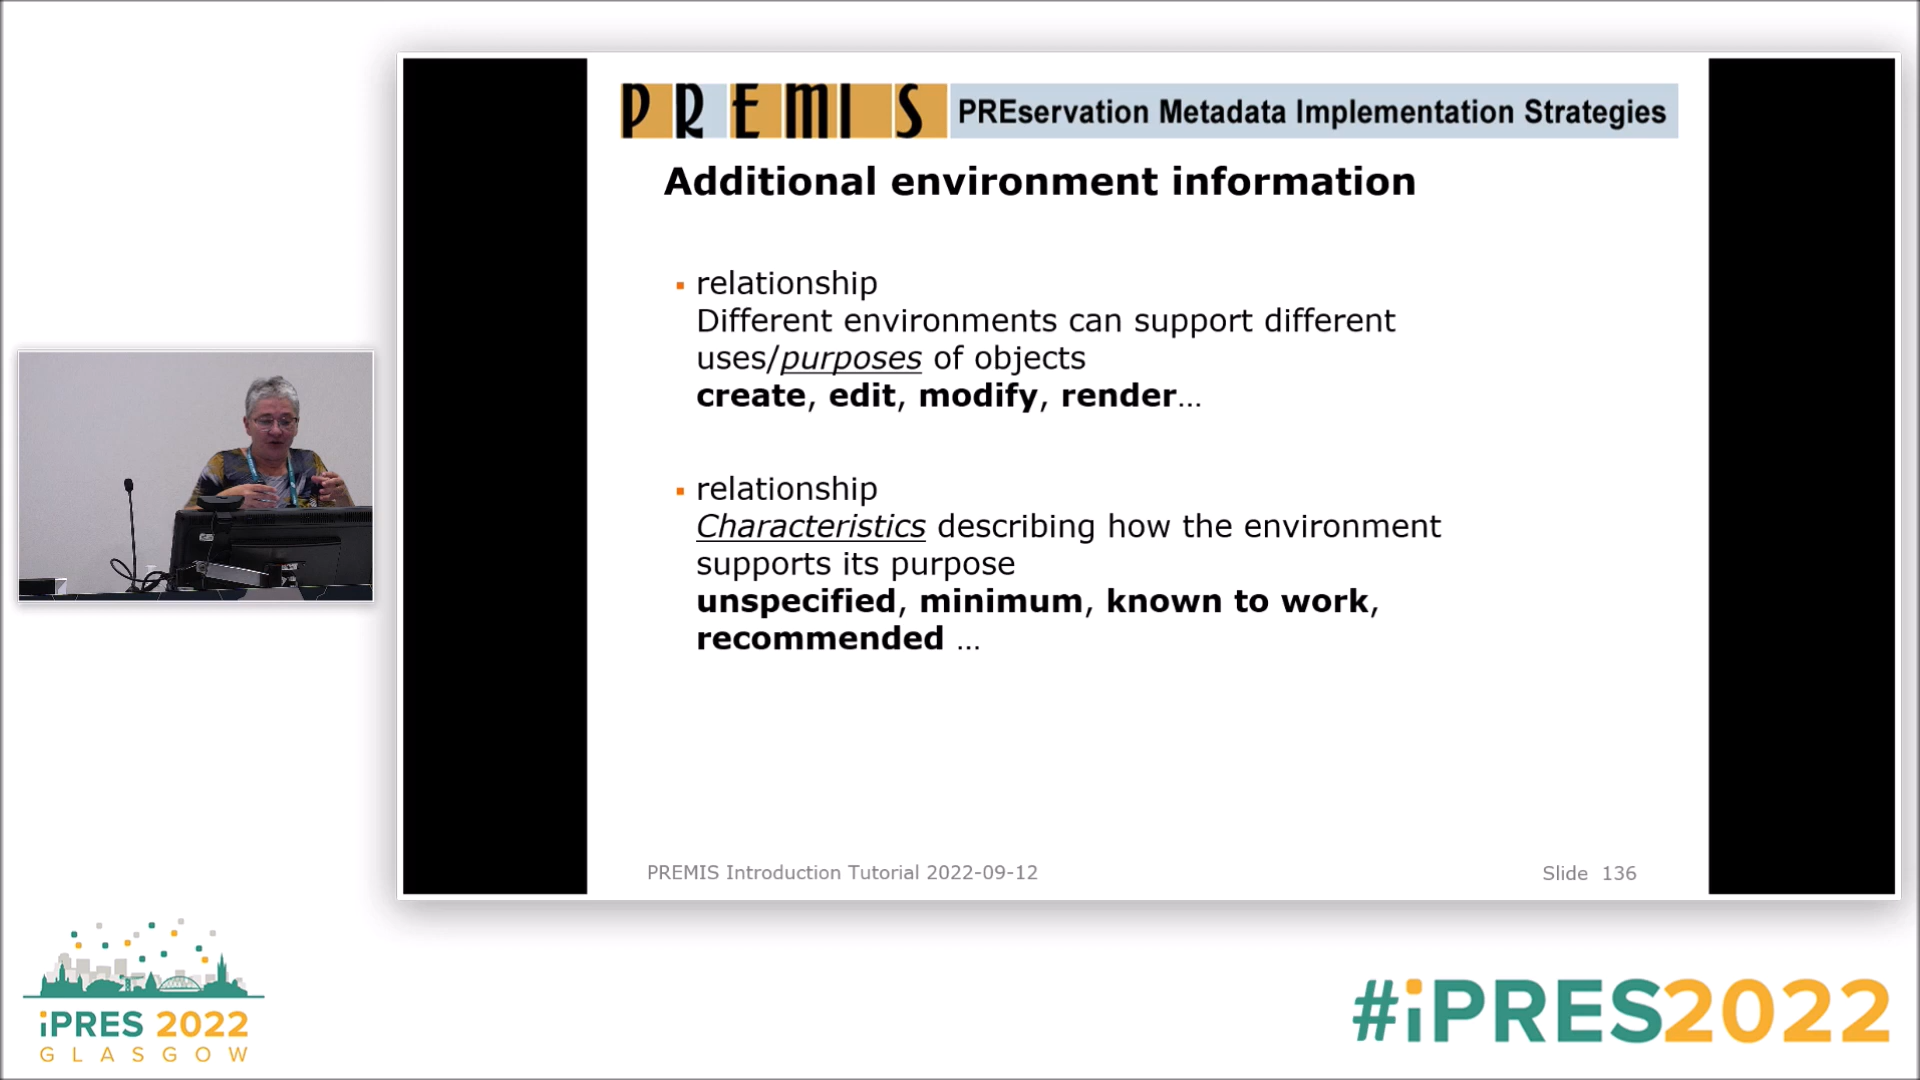 PREMIS PREservation Metadata Implementation Strategies
Additional environment information
relationship
Different environments can support different
uses/purposes of objects
create, edit, modify, render...
relationship
Characteristics describing how the environment
supports its purpose
unspecified, minimum, known to work,
recommended ...
PREMIS Introduction Tutorial 2022-09-12
Slide 136
iPRES 2022
GLASGOW
#iPRES2022